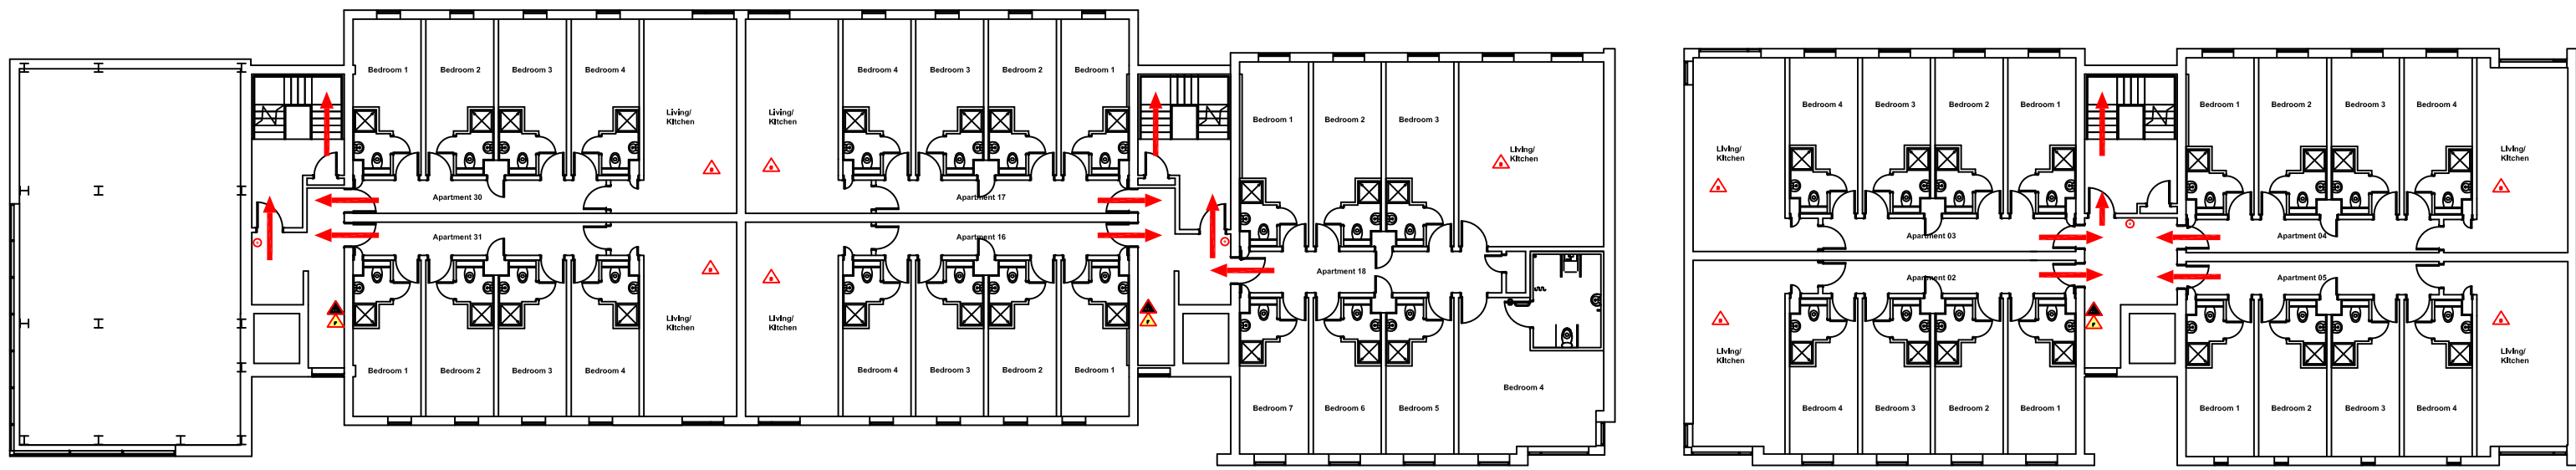 Bedroom 1
Bedroom 2
Bedroom 3
Bedroom 4
Living/
Kitchen
Living/
Kitchen
Bedroom 4
Bedroom 3
Bedroom 2
Bedroom 1
Apartment 30
Apartment 17
Apartment 31
Apartment 16
Bedroom 1
Bedroom 2
Bedroom 3
Bedroom 4
Living/
Kitchen
Living/
Kitchen
Bedroom 4
Bedroom 3
Bedroom 2
Bedroom 1
Bedroom 1
Bedroom 2
Bedroom 3
Living/
Kitchen
Apartment 18
Bedroom 7
Bedroom 6
Bedroom 5
Bedroom 4
Living/
Kitchen
Bedroom 4
Bedroom 3
Bedroom 2
Bedroom 1
Bedroom 1
Bedroom 2
Bedroom 3
Bedroom 4
Living/
Kitchen
Apartment 03
Apartment 04
Apartment 02
Apartment 05
Living/
Kitchen
Bedroom 4
Bedroom 3
Bedroom 2
Bedroom 1
Bedroom 1
Bedroom 2
Bedroom 3
Bedroom 4
Living/
Kitchen